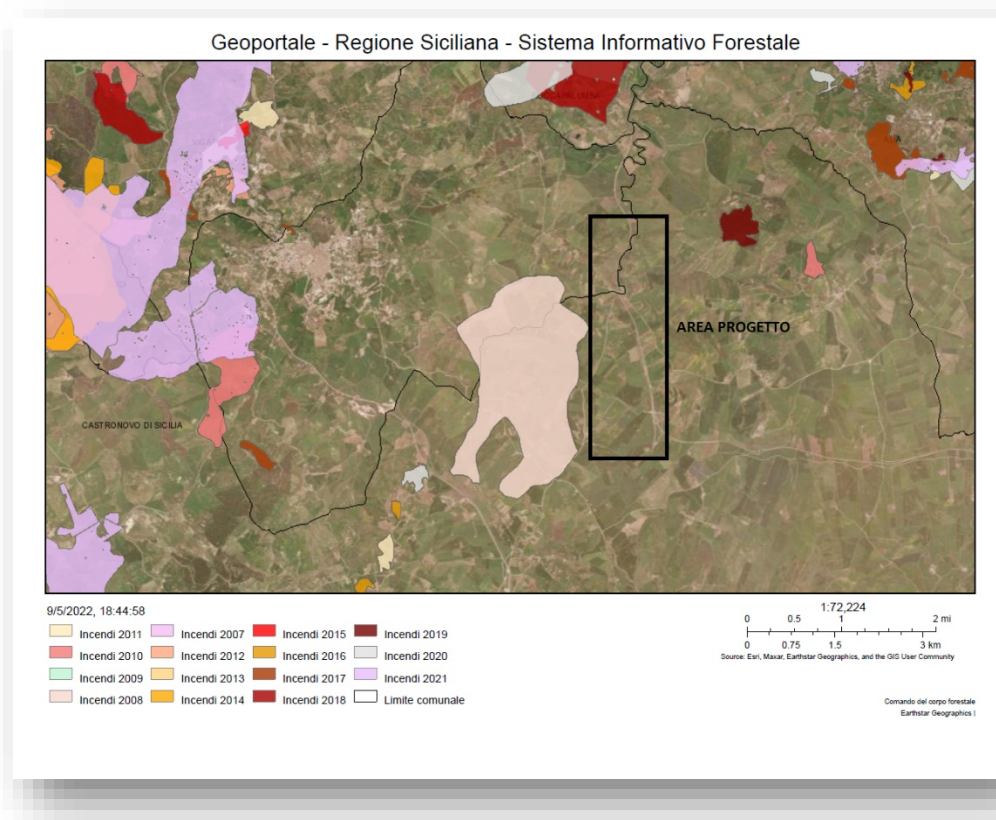 Geoportale - Regione Siciliana - Sistema Informativo Forestale
AREA PROGETTO
CASTRONOVO DI SICILIA
9/5/2022, 18:44:58
Incendi 2011
Incendi 2010
Incendi 2009
Incendi 2008
Incendi 2007
Incendi 2012
Incendi 2013
Incendi 2014
Incendi 2015
Incendi 2016
Incendi 2017
Incendi 2018
Incendi 2019
Incendi 2020
Incendi 2021
Limite comunale
1:72,224
0 0.5 1 2 mi
0 0.75 1.5 3 km
Source: Esri, Maxar, Earthstar Geographics, and the GIS User Community
Comando del corpo forestale
Earthstar Geographics |